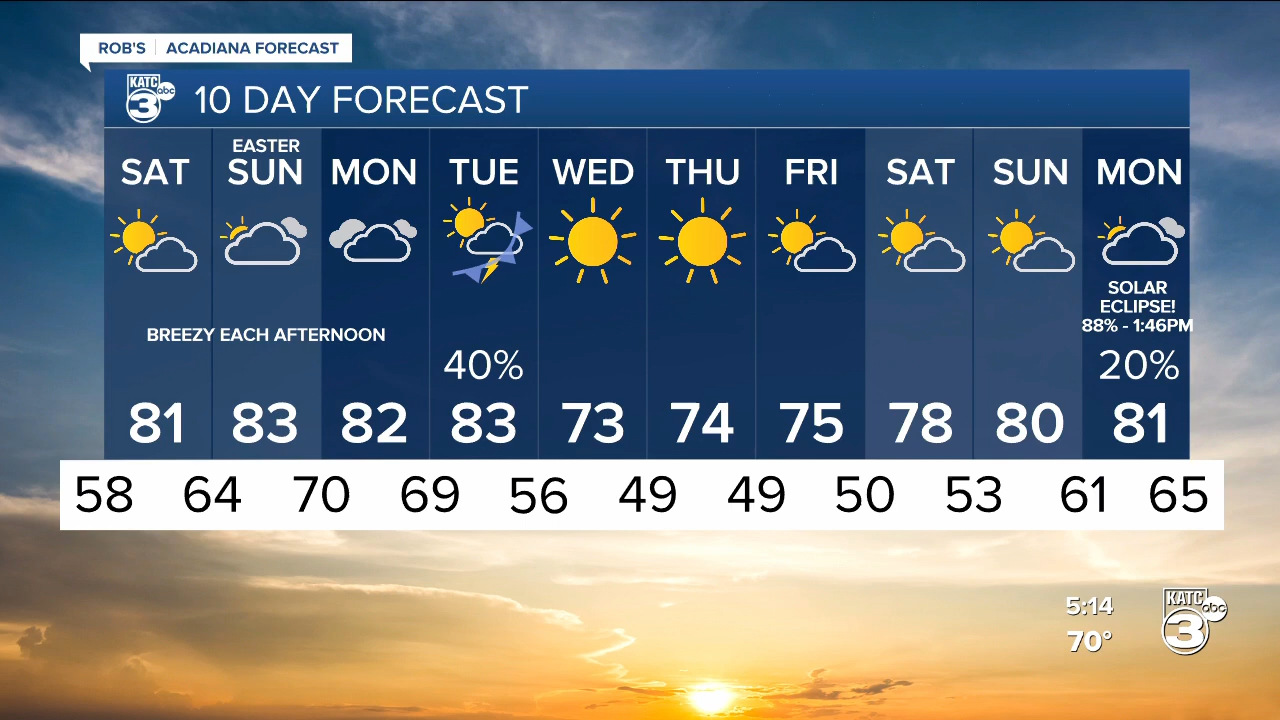 ROB'S ACADIANA FORECAST
KATC abc 3 10 DAY FORECAST
EASTER
SAT SUN MON TUE WED THU FRI SAT SUN MON
SOLAR
ECLIPSE!
88% - 1:46PM
BREEZY EACH AFTERNOON
40% 20%
81 83 82 83 73 74 75 78 80 81
58 64 70 69 56 49 49 50 53 61 65
5:14
70°
KATC abc 3